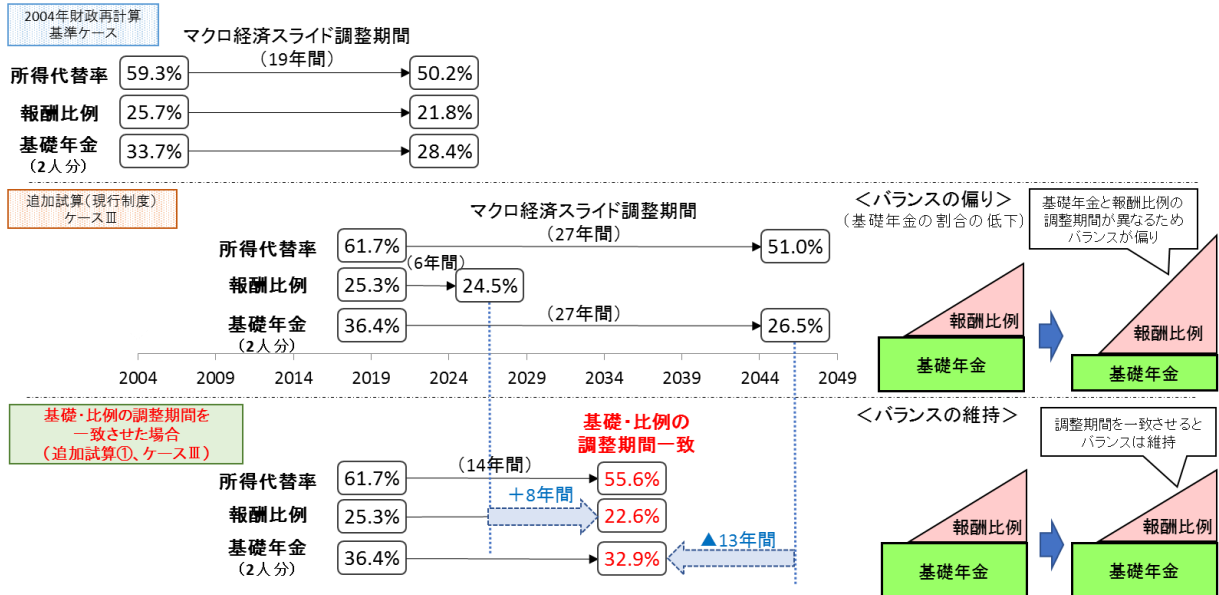 2004年財政再計算
基準ケース
マクロ経済スライド調整期間
（19年間）
所得代替率
59.3%
50.2%
報酬比例
25.7%
21.8%
基礎年金
（2人分）
33.7%
28.4%
追加試算（現行制度）
ケースⅢ
マクロ経済スライド調整期間
（27年間）
所得代替率
61.7%
51.0%
（6年間）
報酬比例
25.3%
24.5%
基礎年金
（2人分）
36.4%
（27年間）
26.5%
2004 2009 2014 2019 2024 2029 2034 2039 2044 2049
＜バランスの偏り＞
（基礎年金の割合の低下）
基礎年金と報酬比例の
調整期間が異なるため
バランスが偏り
報酬比例
基礎年金
報酬比例
基礎年金
基礎・比例の調整期間を
一致させた場合
（追加試算①、ケースⅢ）
基礎・比例の
調整期間一致
所得代替率
61.7%
（14年間）
55.6%
報酬比例
25.3%
＋8年間
22.6%
基礎年金
（2人分）
36.4%
32.9%
▲13年間
＜バランスの維持＞
調整期間を一致させると
バランスは維持
報酬比例
基礎年金
報酬比例
基礎年金